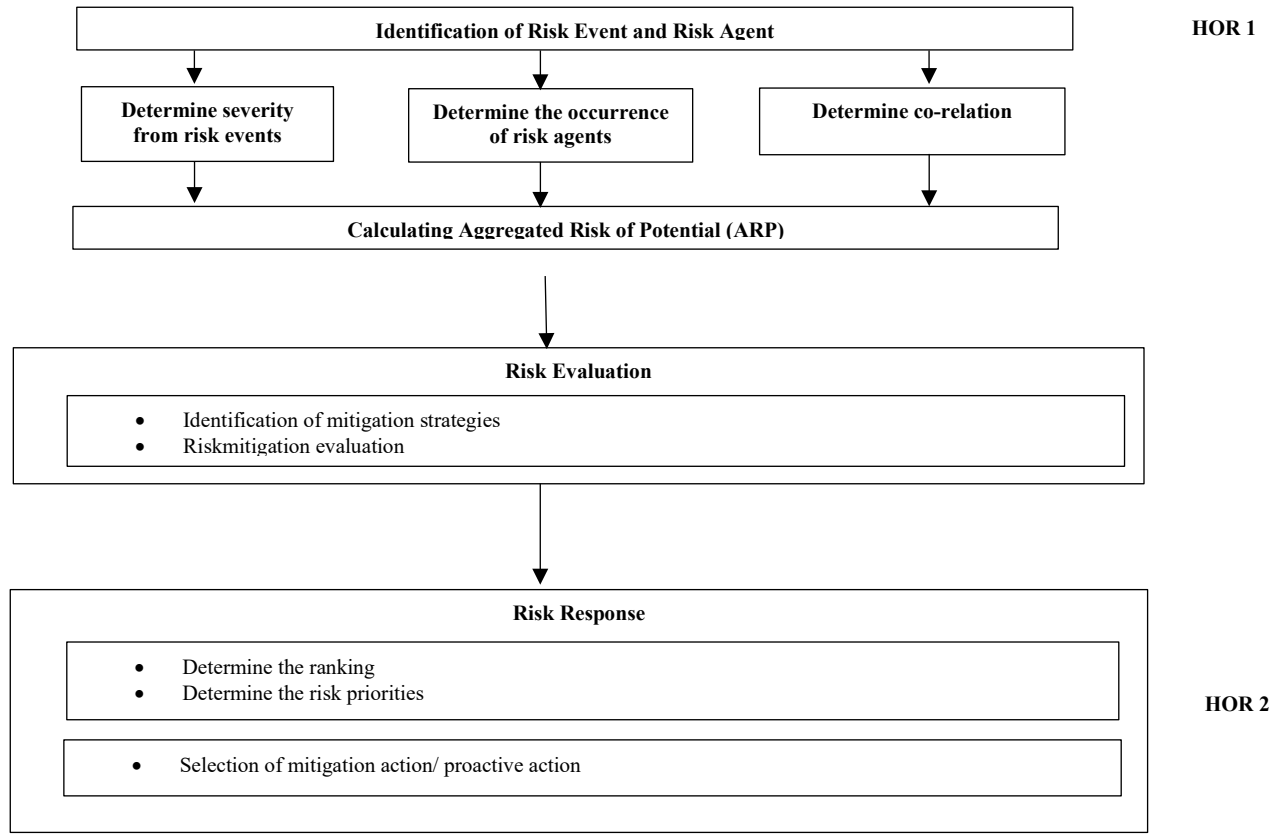 Identification of Risk Event and Risk Agent
HOR 1
Determine severity
from risk events
Determine the occurrence
of risk agents
Determine co-relation
Calculating Aggregated Risk of Potential (ARP)
Risk Evaluation
• Identification of mitigation strategies
• Riskmitigation evaluation
Risk Response
• Determine the ranking
• Determine the risk priorities
HOR 2
• Selection of mitigation action/ proactive action